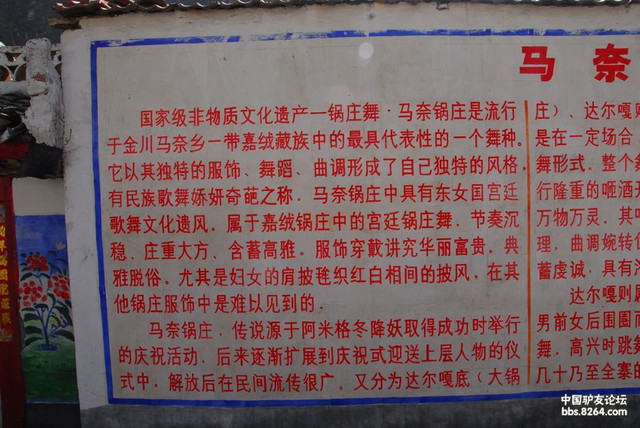 马奈
国家级非物质文化遗产一锅庄舞·马奈锅庄是流行
于金川马奈乡一带嘉绒藏族中的最具代表性的一个舞种。
它以其独特的服饰、舞蹈、曲调形成了自己独特的风格，
有民族歌舞娇妍奇葩之称．马奈锅庄中具有东女国宫廷
歌舞文化遗风．属于嘉绒锅庄中的宫廷锅庄舞．节奏沉
稳、庄重大方、含蓄高雅．服饰穿戴讲究华丽富贵，典
雅脱俗．尤其是妇女的肩披毪织红白相间的披风，在其
他锅庄服饰中是难以见到的．
马奈锅庄，传说源于阿米格冬降妖取得成功时举行
的庆祝活动，后来逐渐扩展到庆祝或迎送上层人物的仪
式中，解放后在民间流传很广。又分为达尔嘎底（大锅
庄）、达尔嘎则
是在一定场合
舞形式．整个舞
行隆重的咂酒
万物万灵．其
理，曲调婉转
蓄虔诚．具有
达尔嘎则
男前女后围圈
舞．高兴时跳
几十乃至全寨的
中国驴友论坛
bbs.8264.com